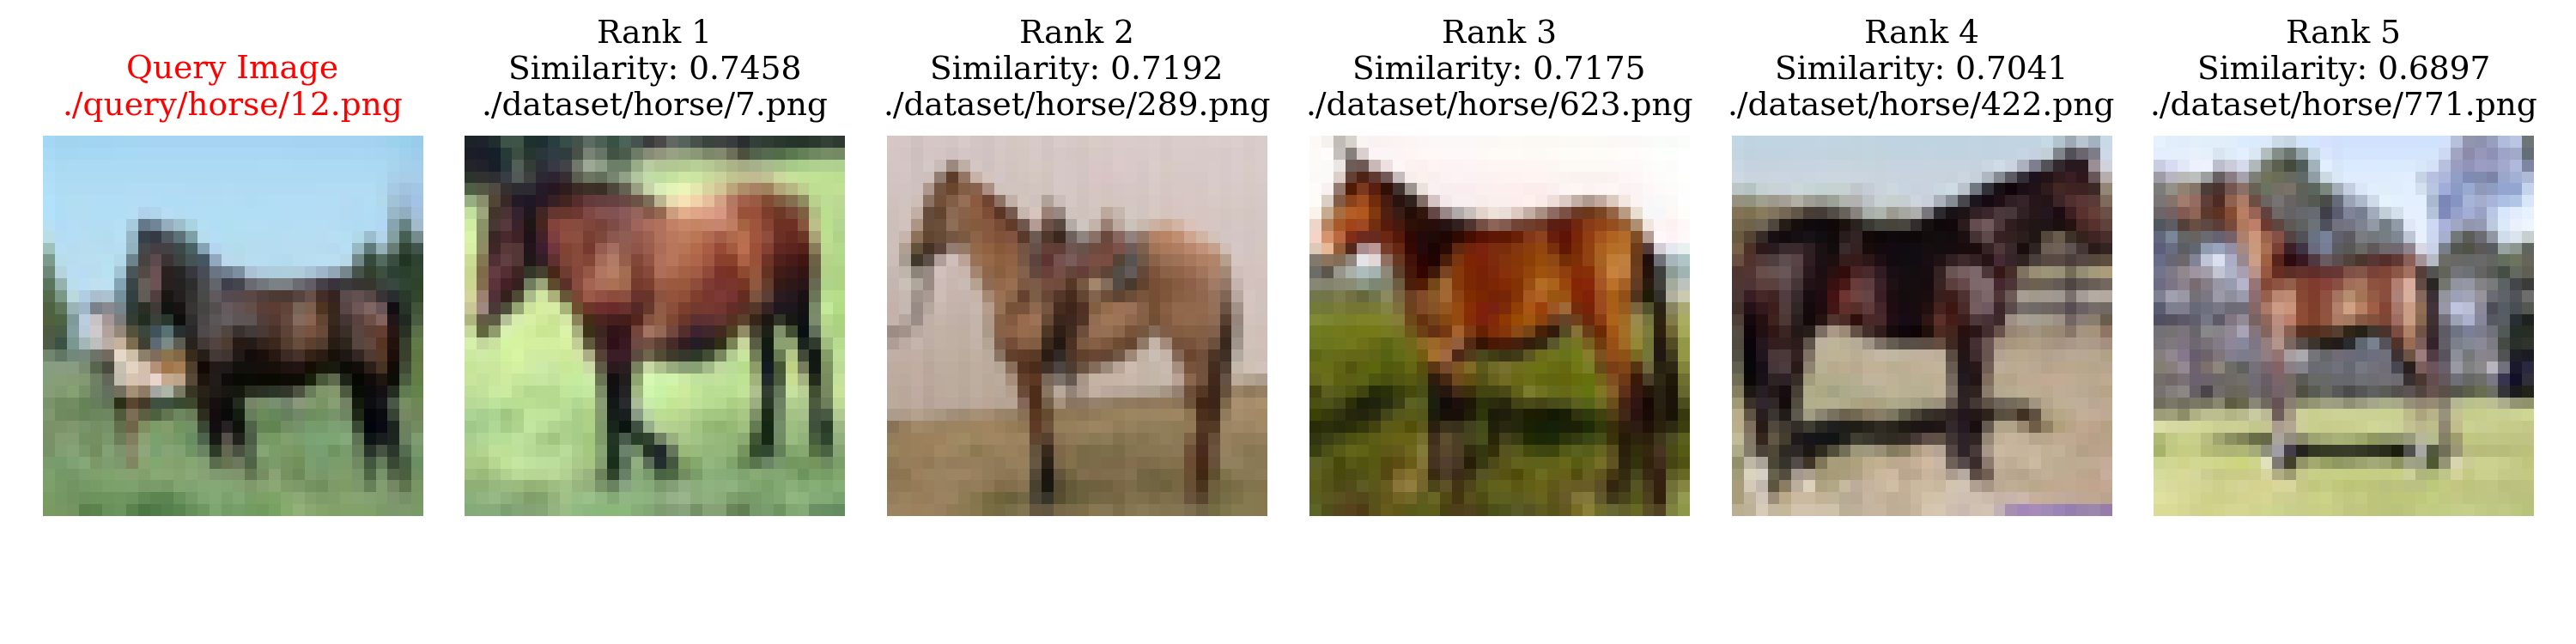 Query Image
./query/horse/12.png
Rank 1
Similarity: 0.7458
./dataset/horse/7.png
Rank 2
Similarity: 0.7192
./dataset/horse/289.png
Rank 3
Similarity: 0.7175
./dataset/horse/623.png
Rank 4
Similarity: 0.7041
./dataset/horse/422.png
Rank 5
Similarity: 0.6897
./dataset/horse/771.png